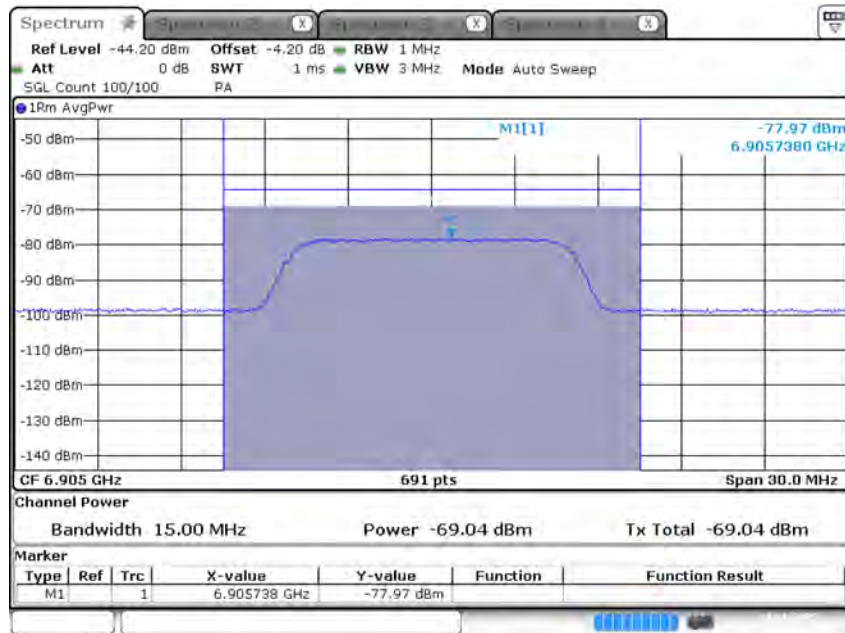 Spectrum
Ref Level -44.20 dBm Offset -4.20 dB RBW 1 MHz
Att 0 dB SWT 1 ms VBW 3 MHz Mode Auto Sweep
SGL Count 100/100 PA
1Rm AvgPwr
M1[1] -77.97 dBm
6.9057380 GHz
-50 dBm
-60 dBm
-70 dBm
-80 dBm
-90 dBm
-100 dBm
-110 dBm
-120 dBm
-130 dBm
-140 dBm
CF 6.905 GHz 691 pts Span 30.0 MHz
Channel Power
Bandwidth 15.00 MHz Power -69.04 dBm Tx Total -69.04 dBm
Marker
Type Ref Trc X-value Y-value Function Function Result
M1 1 6.905738 GHz -77.97 dBm